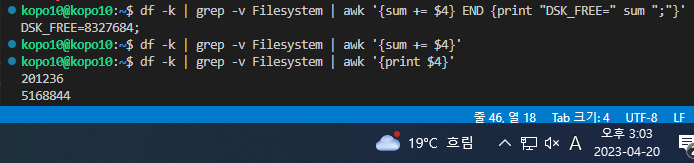 kopo10@kopo10:~$ df -k | grep -v Filesystem | awk '{sum += $4} END {print "DSK_FREE=" sum ";"}'
DSK_FREE=8327684;
kopo10@kopo10:~$ df -k | grep -v Filesystem | awk '{sum += $4}'
kopo10@kopo10:~$ df -k | grep -v Filesystem | awk '{print $4}'
201236
5168844
줄 46, 열 18 Tab 크기: 4 UTF-8 LF
19°C 흐림 A 오후 3:03
2023-04-20